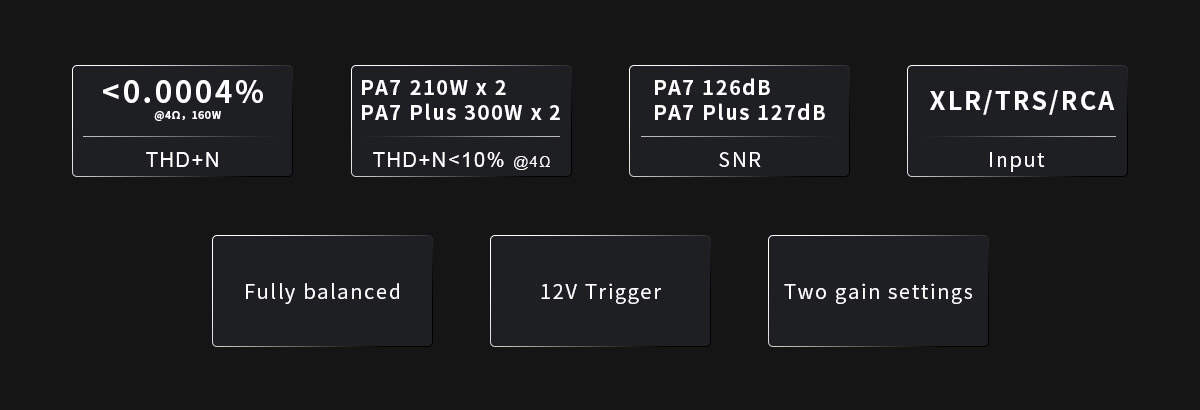 <0.0004%
@4Ω, 160W
THD+N
PA7 210W x 2
PA7 Plus 300W x 2
THD+N<10% @4Ω
PA7 126dB
PA7 Plus 127dB
SNR
XLR/TRS/RCA
Input
Fully balanced
12V Trigger
Two gain settings